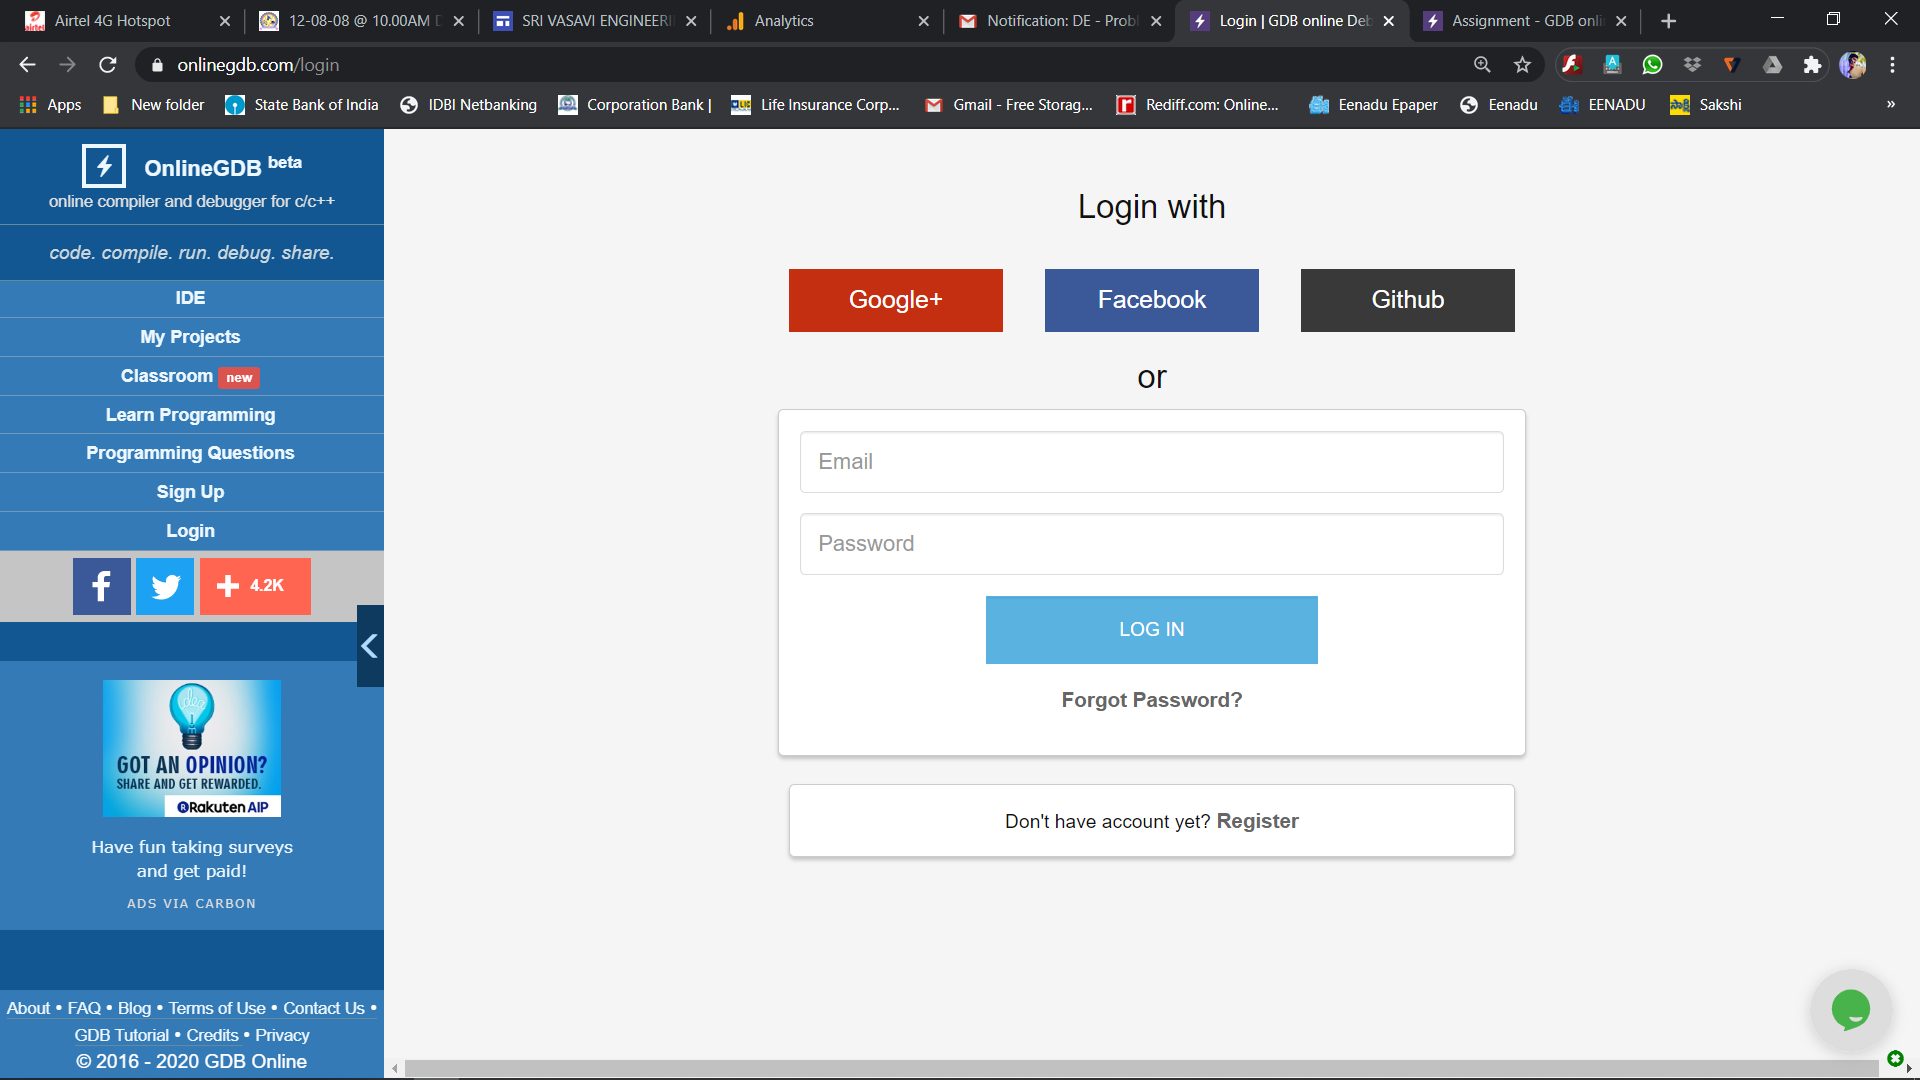 Airtel 4G Hotspot
12-08-08 @ 10.00AM D
SRI VASAVI ENGINEERI
Analytics
Notification: DE - Probl
Login | GDB online Deb
Assignment - GDB onli
onlinegdb.com/login
Apps
New folder
State Bank of India
IDBI Netbanking
Corporation Bank |
Life Insurance Corp...
Gmail - Free Storag...
Rediff.com: Online...
Eenadu Epaper
Eenadu
EENADU
Sakshi
»
OnlineGDB beta
online compiler and debugger for c/c++
code. compile. run. debug. share.
IDE
My Projects
Classroom new
Learn Programming
Programming Questions
Sign Up
Login
4.2K
GOT AN OPINION?
SHARE AND GET REWARDED.
Rakuten AIP
Have fun taking surveys
and get paid!
ADS VIA CARBON
About • FAQ • Blog • Terms of Use • Contact Us •
GDB Tutorial • Credits • Privacy
© 2016 - 2020 GDB Online
Login with
Google+
Facebook
Github
or
Email
Password
LOG IN
Forgot Password?
Don't have account yet? Register